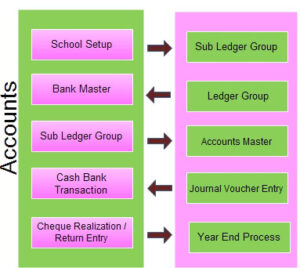 Accounts
School Setup
Sub Ledger Group
Bank Master
Ledger Group
Sub Ledger Group
Accounts Master
Cash Bank
Transaction
Journal Voucher Entry
Cheque Realization /
Return Entry
Year End Process